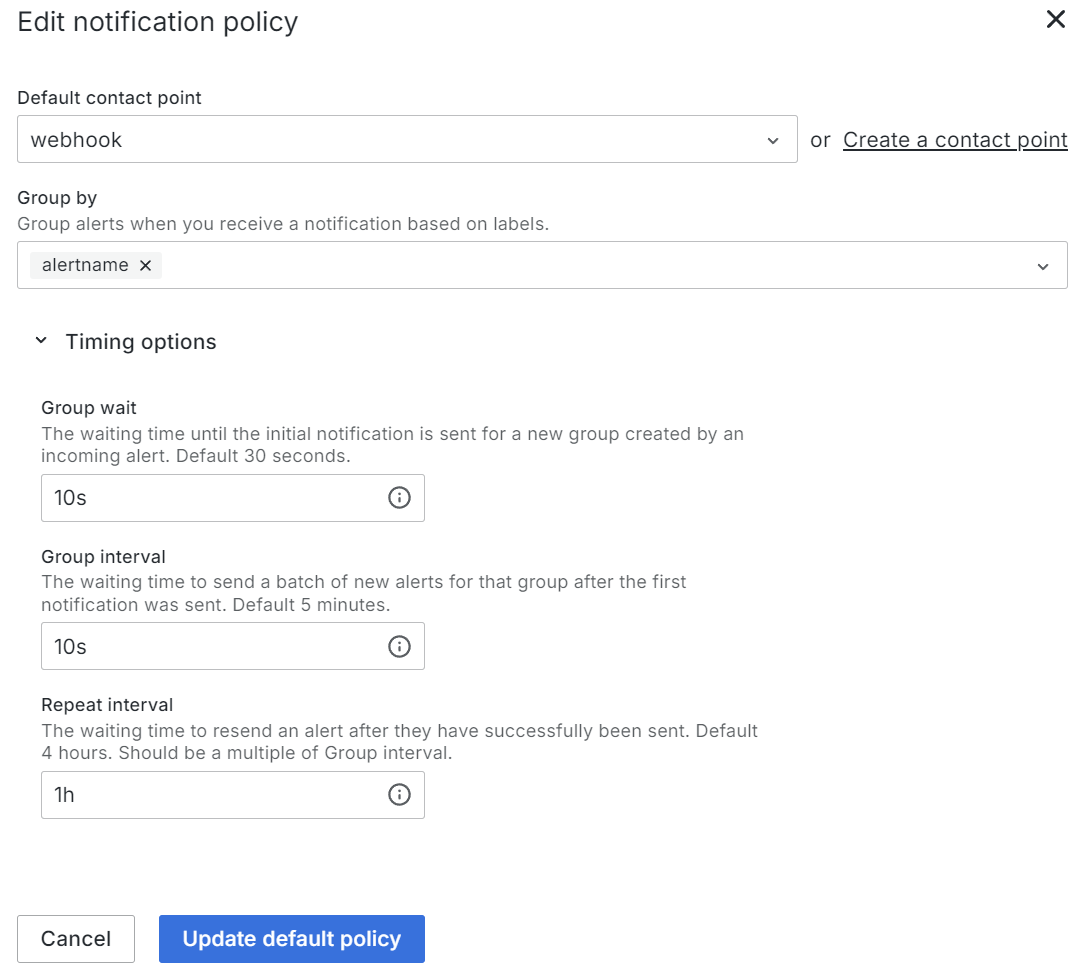 Edit notification policy
Default contact point
webhook or Create a contact point
Group by
Group alerts when you receive a notification based on labels.
alertname
Timing options
Group wait
The waiting time until the initial notification is sent for a new group created by an
incoming alert. Default 30 seconds.
10s
Group interval
The waiting time to send a batch of new alerts for that group after the first
notification was sent. Default 5 minutes.
10s
Repeat interval
The waiting time to resend an alert after they have successfully been sent. Default
4 hours. Should be a multiple of Group interval.
1h
Cancel Update default policy